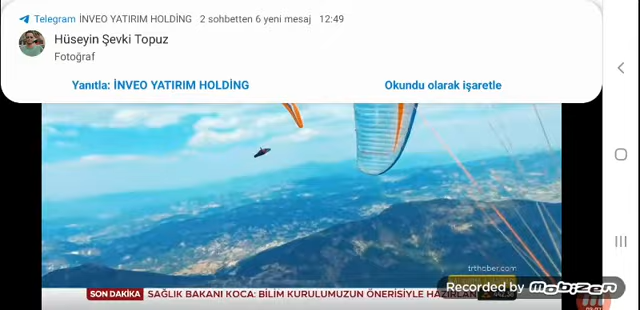 Telegram İNVEO YATIRIM HOLDİNG 2 sohbetten 6 yeni mesaj 12:49
Hüseyin Şevki Topuz
Fotoğraf
Yanıtla: İNVEO YATIRIM HOLDİNG
Okundu olarak işaretle
trthaber.com
Recorded by Mobizen
SON DAKİKA SAĞLIK BAKANI KOCA: BİLİM KURULUMUZUN ÖNERİSİYLE HAZIRLAN